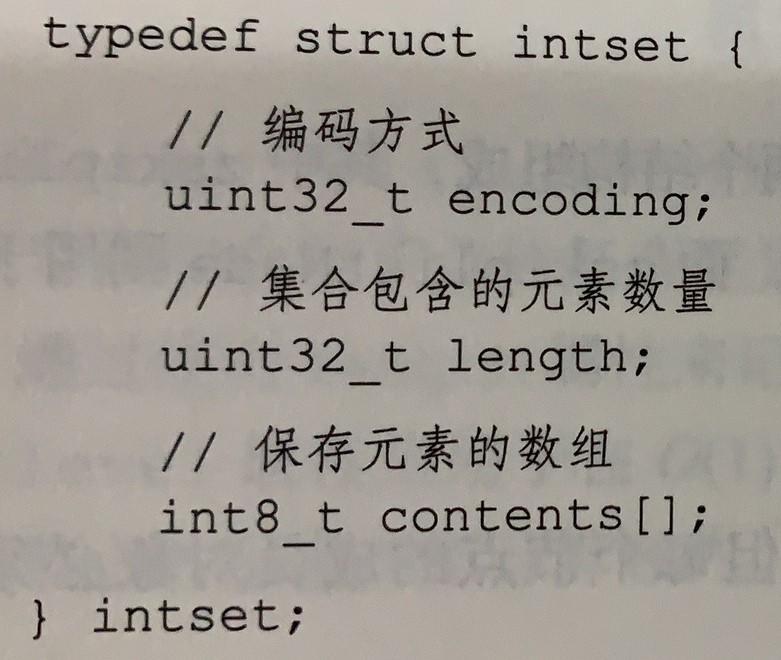 typedef struct intset {
// 编码方式
uint32_t encoding;
// 集合包含的元素数量
uint32_t length;
// 保存元素的数组
int8_t contents[];
} intset;